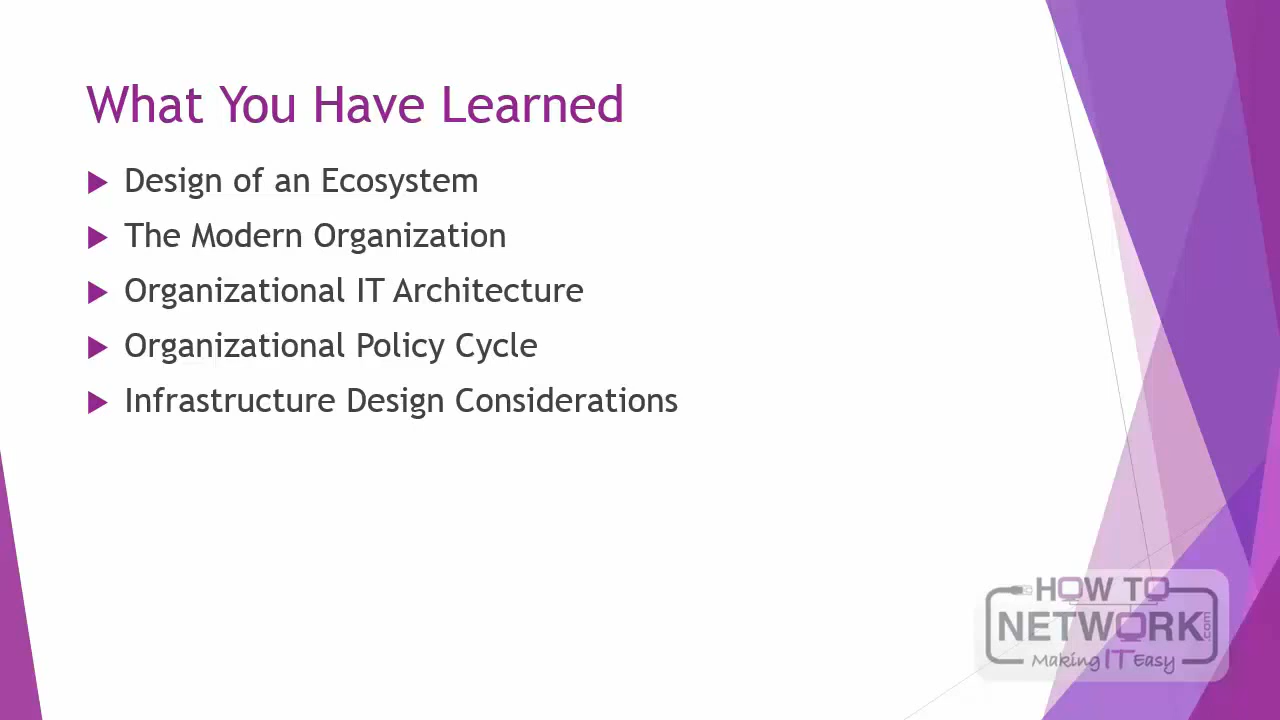 What You Have Learned
Design of an Ecosystem
The Modern Organization
Organizational IT Architecture
Organizational Policy Cycle
Infrastructure Design Considerations
HOW TO
NETWORK.com
Making IT Easy